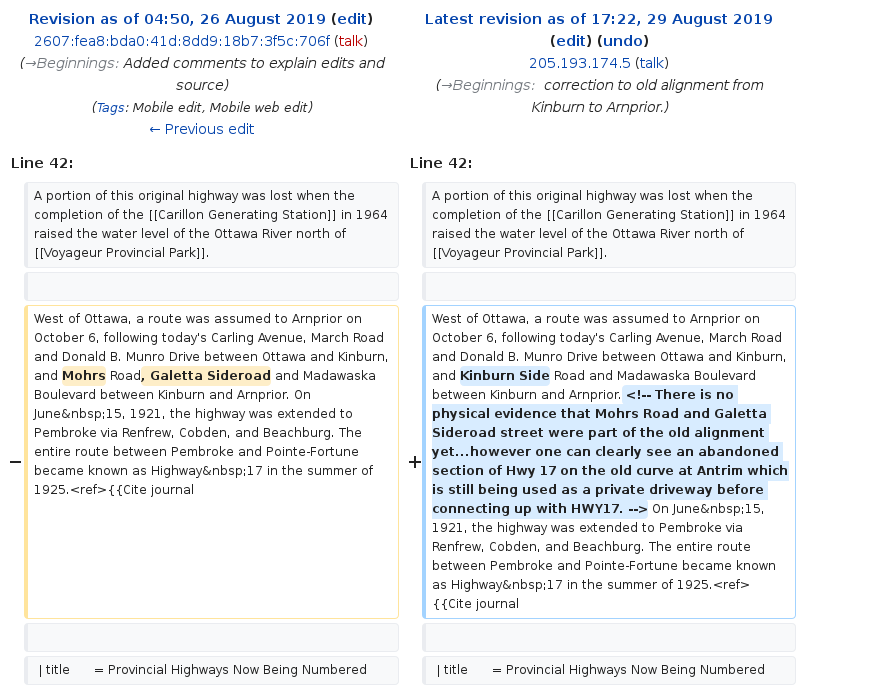 Revision as of 04:50, 26 August 2019 (edit)
2607:fea8:bda0:41d:8dd9:18b7:3f5c:706f (talk)
(→Beginnings: Added comments to explain edits and
source)
(Tags: Mobile edit, Mobile web edit)
← Previous edit
Latest revision as of 17:22, 29 August 2019
(edit) (undo)
205.193.174.5 (talk)
(→Beginnings: correction to old alignment from
Kinburn to Arnprior.)
Line 42:
A portion of this original highway was lost when the
completion of the [[Carillon Generating Station]] in 1964
raised the water level of the Ottawa River north of
[[Voyageur Provincial Park]].
West of Ottawa, a route was assumed to Arnprior on
October 6, following today's Carling Avenue, March Road
and Donald B. Munro Drive between Ottawa and Kinburn,
and Mohrs Road, Galetta Sideroad and Madawaska
Boulevard between Kinburn and Arnprior. On
June&nbsp;15, 1921, the highway was extended to
Pembroke via Renfrew, Cobden, and Beachburg. The
entire route between Pembroke and Pointe-Fortune
became known as Highway&nbsp;17 in the summer of
− 1925.<ref>{{Cite journal
| title = Provincial Highways Now Being Numbered
Line 42:
A portion of this original highway was lost when the
completion of the [[Carillon Generating Station]] in 1964
raised the water level of the Ottawa River north of
[[Voyageur Provincial Park]].
West of Ottawa, a route was assumed to Arnprior on
October 6, following today's Carling Avenue, March Road
and Donald B. Munro Drive between Ottawa and Kinburn,
and Kinburn Side Road and Madawaska Boulevard
between Kinburn and Arnprior. <!-- There is no
physical evidence that Mohrs Road and Galetta
Sideroad street were part of the old alignment
yet...however one can clearly see an abandoned
+ section of Hwy 17 on the old curve at Antrim which
is still being used as a private driveway before
connecting up with HWY17. --> On June&nbsp;15,
1921, the highway was extended to Pembroke via
Renfrew, Cobden, and Beachburg. The entire route
between Pembroke and Pointe-Fortune became known
as Highway&nbsp;17 in the summer of 1925.<ref>
{{Cite journal
| title = Provincial Highways Now Being Numbered